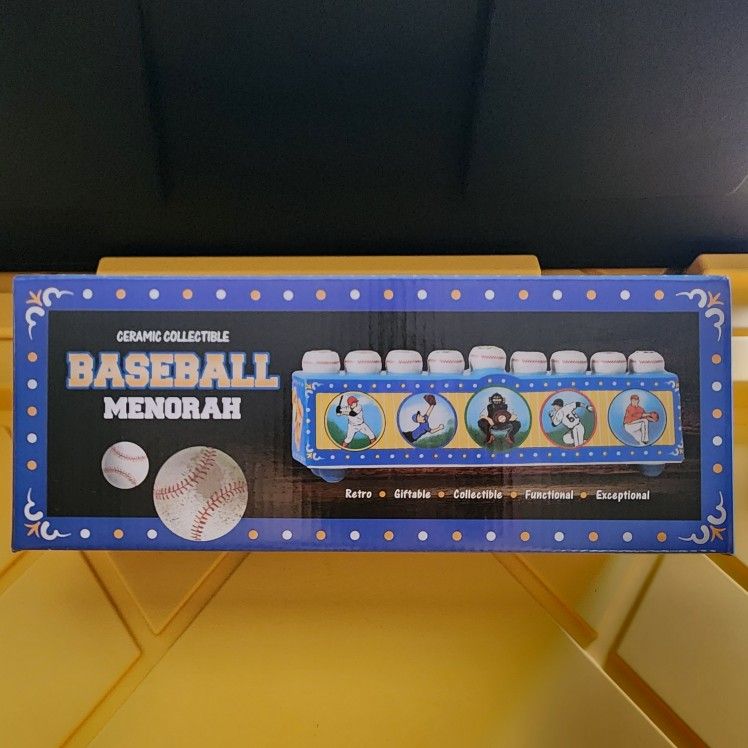 CERAMIC COLLECTIBLE
BASEBALL
MENORAH
Retro • Giftable • Collectible • Functional • Exceptional